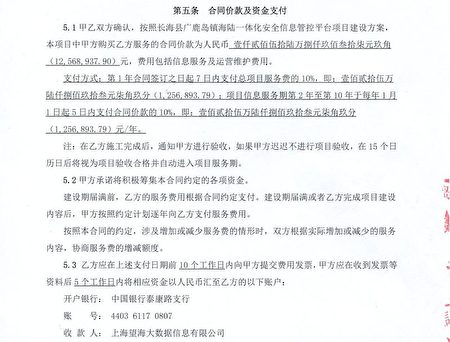 第五条 合同价款及资金支付
5.1 甲乙双方确认，按照长海县广鹿岛镇海陆一体化安全信息管控平台项目建设方案，
本项目中甲方购买乙方服务的合同价款为人民币 壹仟贰佰伍拾陆万捌仟玖佰叁拾柒元玖角
（12,568,937.90）元，费用包括信息服务及运营维护费用。
支付方式：第1年合同签订之日起7日内支付总项目服务费的10%，即：壹佰贰拾伍万
陆仟捌佰玖拾叁元柒角玖分（1,256,893.79）；项目信息服务期第2年至第10年于每年1月
1日起5日内支付合同价款的10%，即：壹佰贰拾伍万陆仟捌佰玖拾叁元柒角玖分
（1,256,893.79）元/年。
注：在乙方施工完成后，通知甲方进行验收，如果甲方迟迟不进行项目验收，在15个日
历日后将视为项目验收合格并自动进入项目服务期。
5.2 甲方承诺将积极筹集本合同约定的各项资金。
建设期届满前，乙方的服务费用根据合同约定支付。建设期届满或者乙方完成项目建设
内容后，甲方按照约定计划逐年向乙方支付服务费用。
按照本合同的约定，涉及增加或减少服务费的情形时，双方根据实际增加或减少的服务
内容，协商服务费的增减额度。
5.3 乙方应在上述支付日期前 10个工作日内向甲方提交费用发票，甲方应在收到发票等
资料后 5个工作日内将相应资金以人民币汇至乙方的以下账户：
开户银行： 中国银行泰康路支行
账 号： 4403 6117 0807
收 款 人： 上海望海大数据信息有限公司